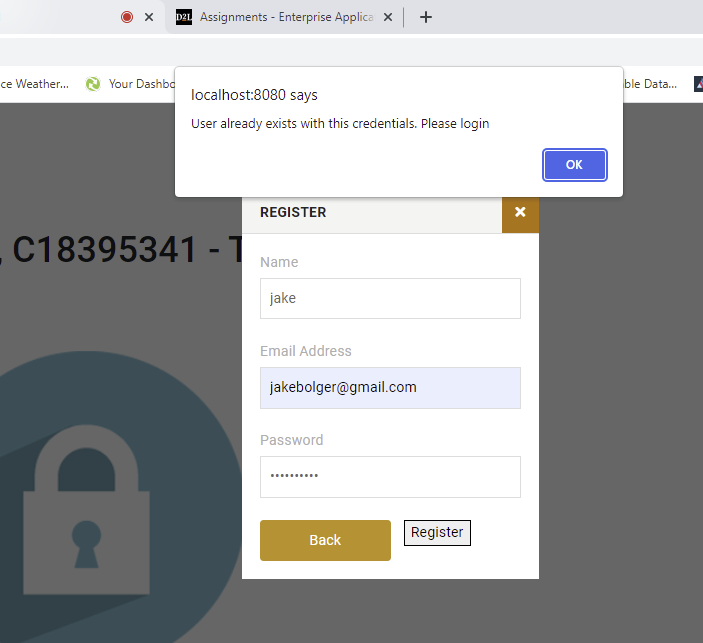 D2L Assignments - Enterprise Applica
ce Weather... Your Dashbo ble Data...
localhost:8080 says
User already exists with this credentials. Please login
OK
REGISTER
, C18395341 - T
Name
jake
Email Address
jakebolger@gmail.com
Password
Back Register